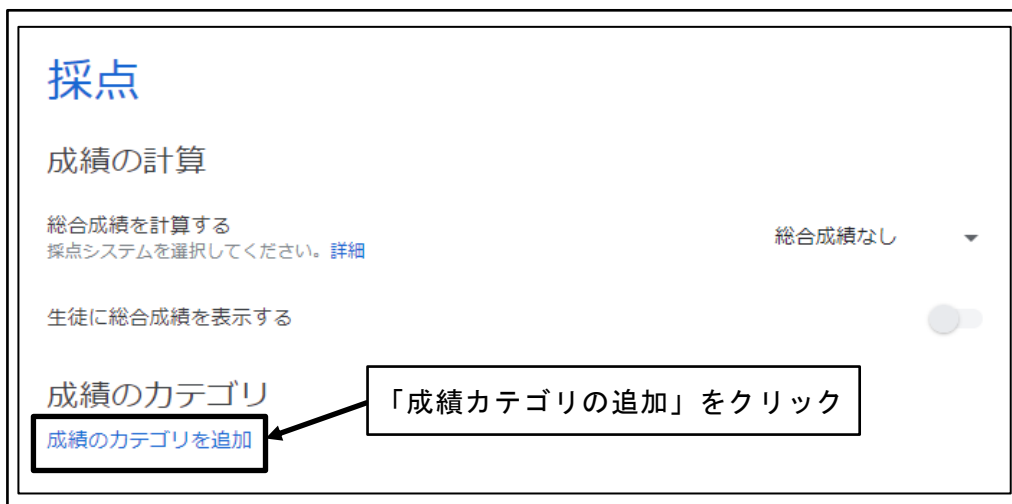 採点
成績の計算
総合成績を計算する
採点システムを選択してください。詳細
総合成績なし
生徒に総合成績を表示する
成績のカテゴリ
「成績カテゴリの追加」をクリック
成績のカテゴリを追加